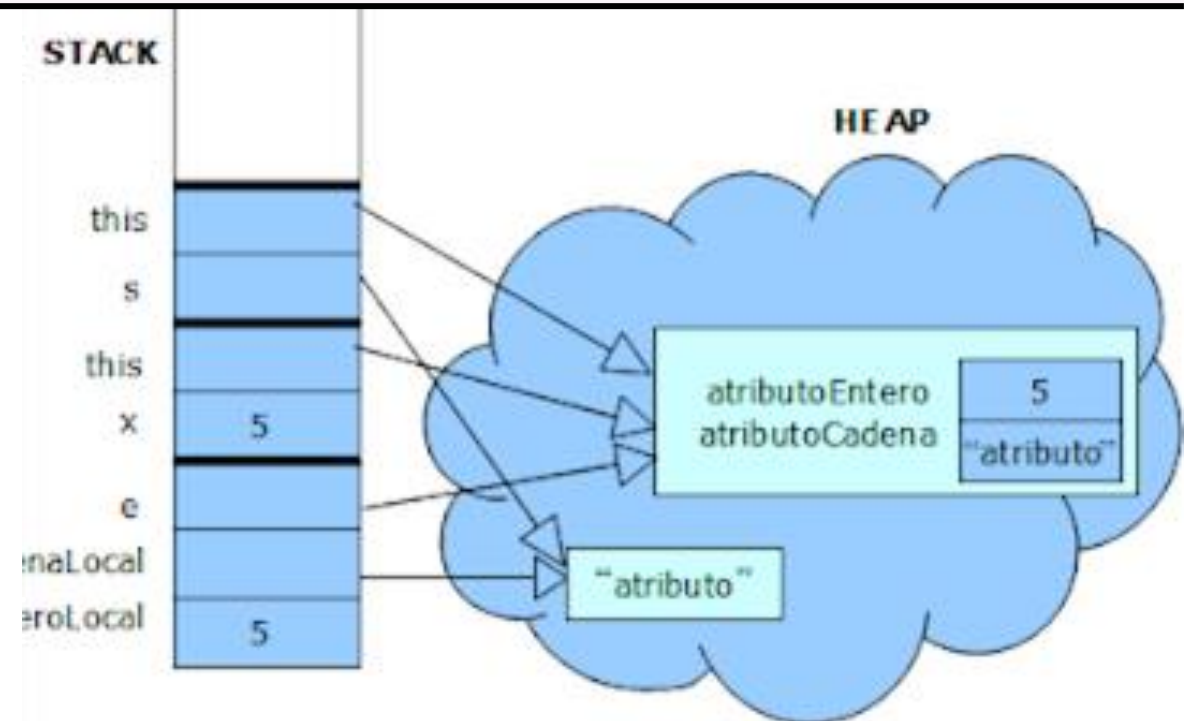 STACK
HEAP
this
s
this
atributoEntero 5
x 5
atributoCadena "atributo"
e
enaLocal
"atributo"
eroLocal 5